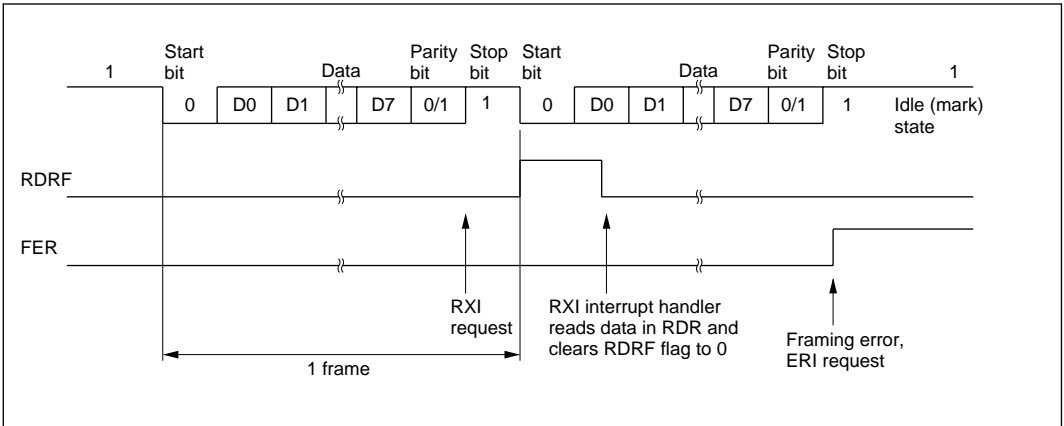 1
Start bit
Data
Parity bit
Stop bit
Start bit
Data
Parity bit
Stop bit
1
0 D0 D1 D7 0/1 1 0 D0 D1 D7 0/1 1
Idle (mark) state
RDRF
FER
RXI request
RXI interrupt handler
reads data in RDR and
clears RDRF flag to 0
Framing error,
ERI request
1 frame